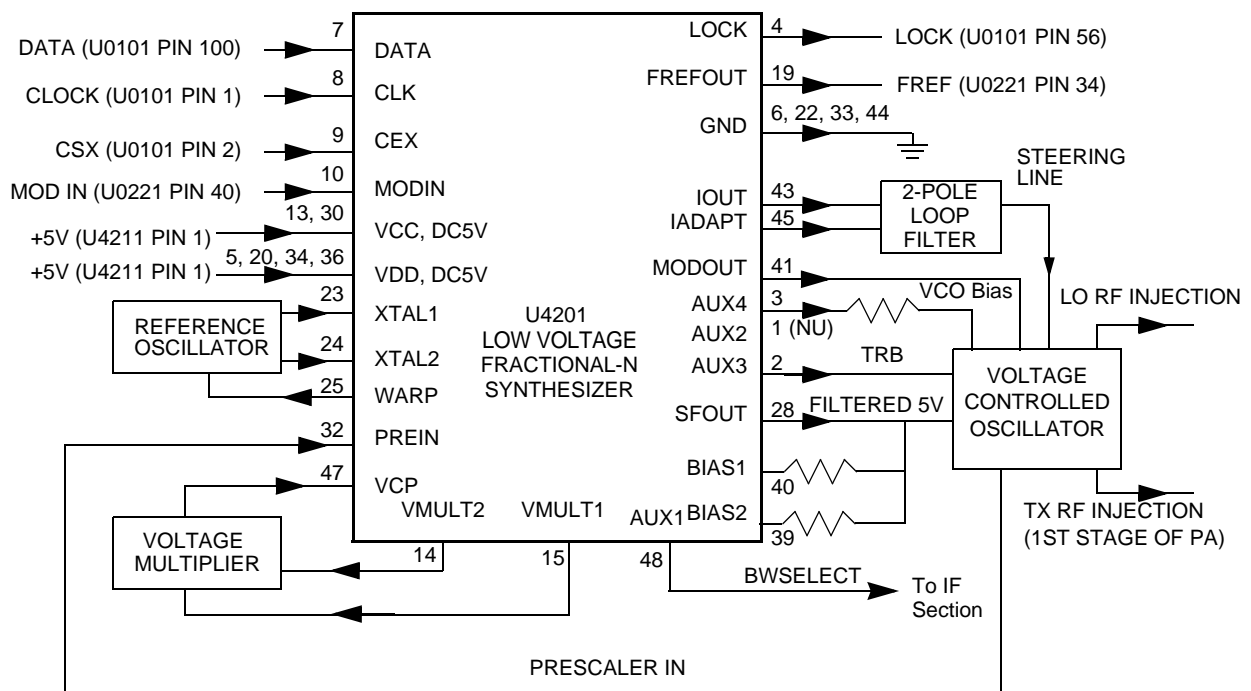 DATA (U0101 PIN 100)
7
DATA
CLOCK (U0101 PIN 1)
8
CLK
CSX (U0101 PIN 2)
9
CEX
MOD IN (U0221 PIN 40)
10
MODIN
+5V (U4211 PIN 1)
13, 30
VCC, DC5V
+5V (U4211 PIN 1)
5, 20, 34, 36
VDD, DC5V
REFERENCE
OSCILLATOR
23
XTAL1
24
XTAL2
25
WARP
32
PREIN
47
VCP
VOLTAGE
MULTIPLIER
VMULT2
14
VMULT1
15
AUX1
48
BWSELECT
To IF
Section
U4201
LOW VOLTAGE
FRACTIONAL-N
SYNTHESIZER
LOCK
4
LOCK (U0101 PIN 56)
FREFOUT
19
FREF (U0221 PIN 34)
GND
6, 22, 33, 44
IOUT
43
IADAPT
45
2-POLE
LOOP
FILTER
STEERING
LINE
MODOUT
41
AUX4
3
VCO Bias
AUX2
1 (NU)
AUX3
2
TRB
SFOUT
28
FILTERED 5V
BIAS1
40
BIAS2
39
VOLTAGE
CONTROLLED
OSCILLATOR
LO RF INJECTION
TX RF INJECTION
(1ST STAGE OF PA)
PRESCALER IN